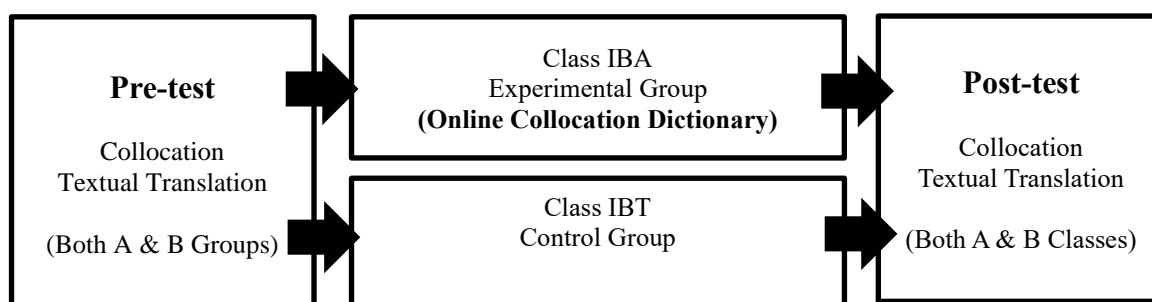 Pre-test
Collocation
Textual Translation
(Both A & B Groups)
Class IBA
Experimental Group
(Online Collocation Dictionary)
Class IBT
Control Group
Post-test
Collocation
Textual Translation
(Both A & B Classes)